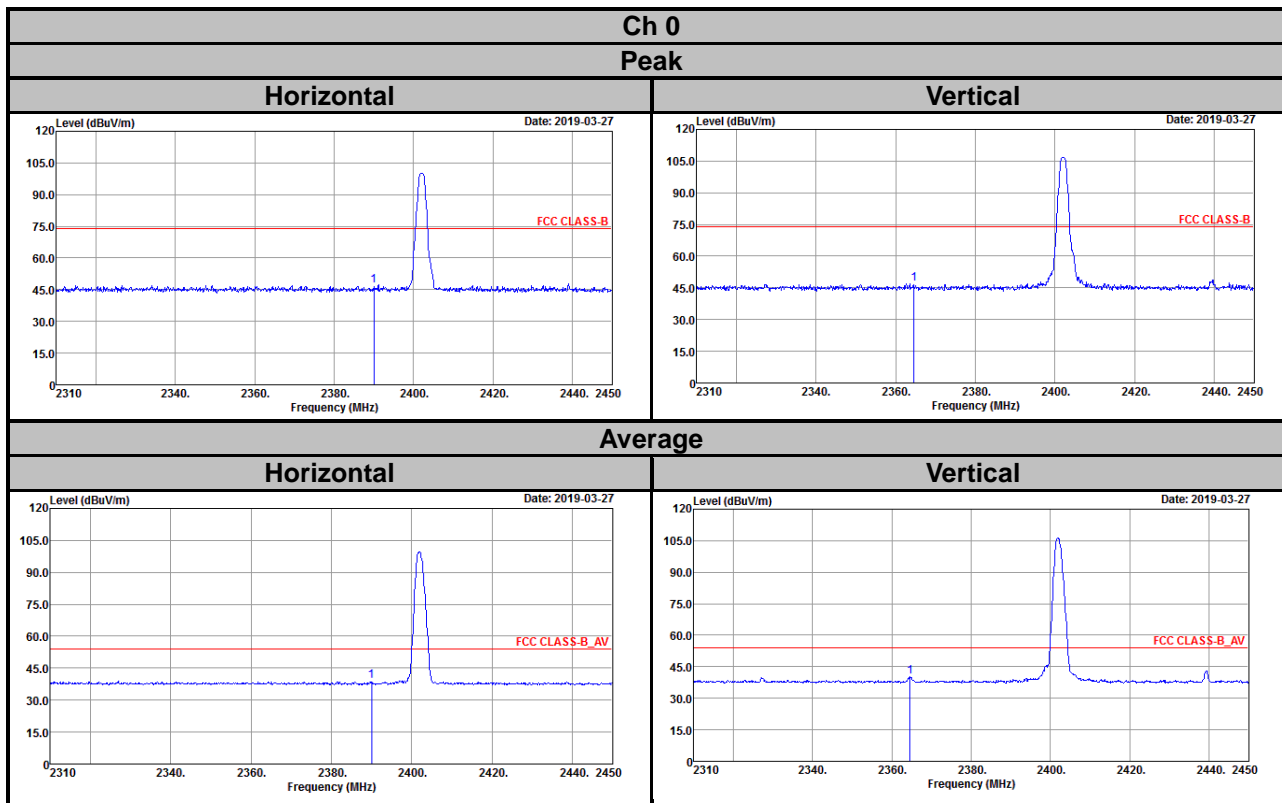 Ch 0
Peak
Horizontal
Vertical
Level (dBuV/m) Date: 2019-03-27
120
105.0
90.0
75.0
FCC CLASS-B
60.0
45.0
1
30.0
15.0
0
2310 2340. 2360. 2380. 2400. 2420. 2440. 2450
Frequency (MHz)
Level (dBuV/m) Date: 2019-03-27
120
105.0
90.0
75.0
FCC CLASS-B
60.0
1
45.0
30.0
15.0
0
2310 2340. 2360. 2380. 2400. 2420. 2440. 2450
Frequency (MHz)
Average
Horizontal
Vertical
Level (dBuV/m) Date: 2019-03-27
120
105.0
90.0
75.0
60.0
FCC CLASS-B_AV
45.0
1
30.0
15.0
0
2310 2340. 2360. 2380. 2400. 2420. 2440. 2450
Frequency (MHz)
Level (dBuV/m) Date: 2019-03-27
120
105.0
90.0
75.0
60.0
FCC CLASS-B_AV
45.0
1
30.0
15.0
0
2310 2340. 2360. 2380. 2400. 2420. 2440. 2450
Frequency (MHz)